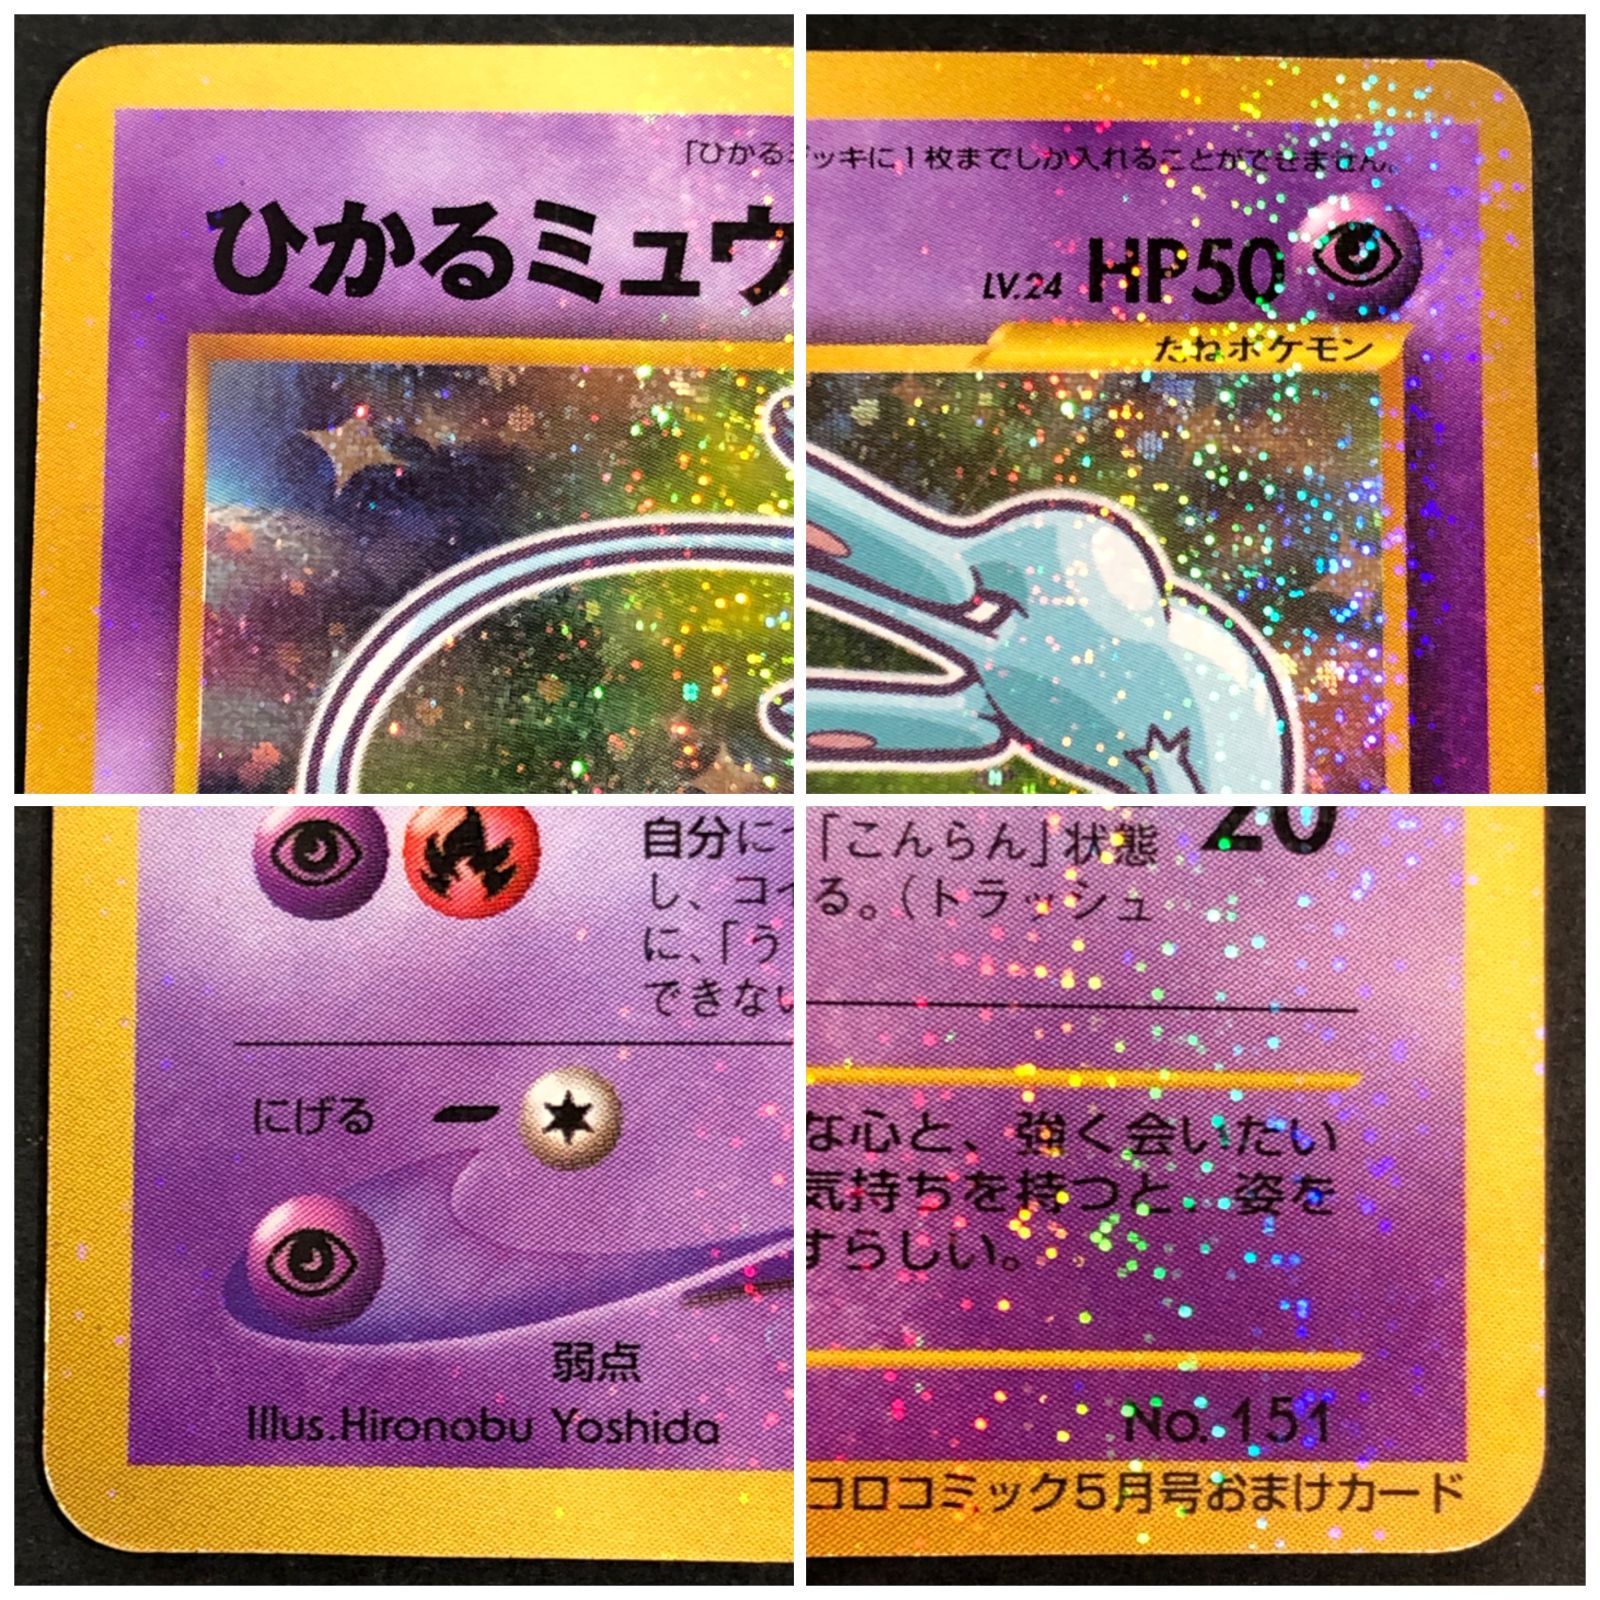 「ひかる
ッキに1枚までしか入れることができません。
ひかるミュウ
LV.24 HP50
たねポケモン
自分に
「こんらん」状態
20
し、コイ
る。(トラッシュ
に、「う
できない
にげる
な心と、強く会いたい
気持ちを持つと、姿を
すらしい。
弱点
Illus.Hironobu Yoshida
No.151
コロコミック5月号おまけカード